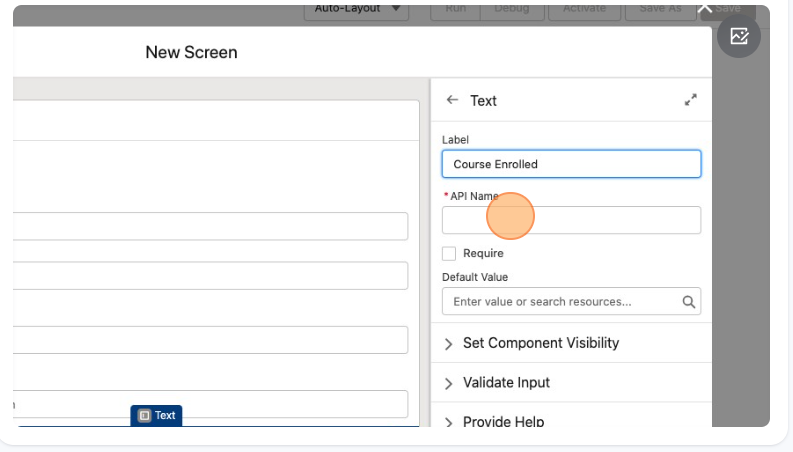 Auto-Layout
Run
Debug
Activate
Save As
Save
New Screen
Text
Label
Course Enrolled
* API Name
Require
Default Value
Enter value or search resources...
Set Component Visibility
Validate Input
Provide Help
Text